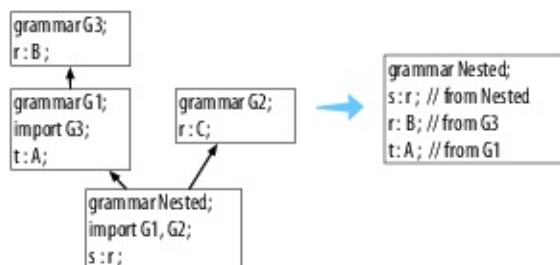 grammar G3;
r : B ;
grammar G1;
import G3;
t : A;
grammar G2;
r : C;
grammar Nested;
import G1, G2;
s : r ;
grammar Nested;
s : r ; // from Nested
r : B ; // from G3
t : A ; // from G1